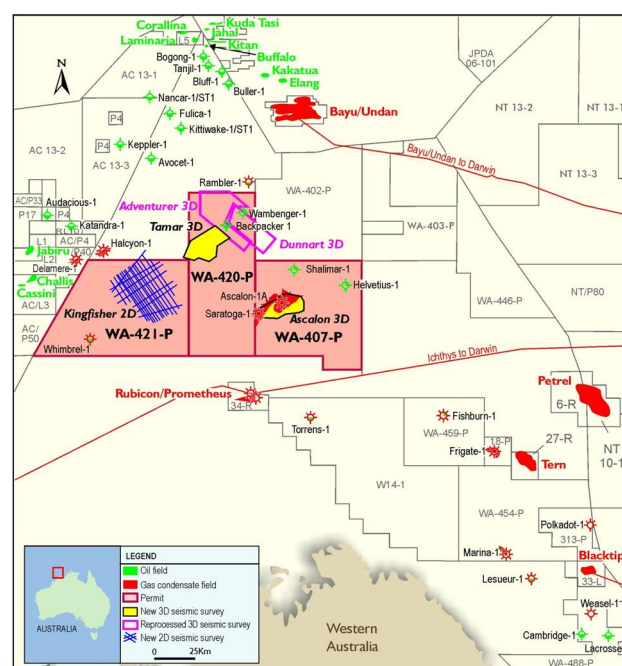 Corallina
Kuda Tasi
Jahal
Laminaria
L5
Kitan
Bogong-1
Buffalo
Tanjil-1
Kakatua
Elang
Bluff-1
Buller-1
JPDA
06-101
N
AC 13-1
Nancar-1/ST1
Bayu/Undan
NT 13-2
NT 13-1
Fulica-1
P4
Kittiwake-1/ST1
AC 13-2
P4
Keppler-1
AC 13-3
Avocet-1
Bayu/Undan to Darwin
NT 13-3
Rambler-1
WA-402-P
AC/P33
Audacious-1
P17
P4
Adventurer 3D
Wambenger-1
Katandra-1
Tamar 3D
Backpacker 1
WA-403-P
RL101
L1
AC/P4
Halcyon-1
Dunnart 3D
Jabiru
P40
L2
Delamere-1
WA-420-P
Shalimar-1
Challis
Helvetius-1
Cassini
NT/P80
Ascalon-1A
WA-446-P
AC/L3
Kingfisher 2D
Saratoga-1
Ascalon 3D
AC/
P50
WA-421-P
WA-407-P
Whimbrel-1
Ichthys to Darwin
Petrel
Rubicon/Prometheus
34-R
6-R
Torrens-1
Fishburn-1
WA-459-P
27-R
NT
10-1
18-P
Frigate-1
Tern
W14-1
WA-454-P
Polkadot-1
313-P
Marina-1
Blacktip
Lesueur-1
33-L
Weasel-1
Cambridge-1
Lacrosse
WA-488-P
Western
Australia
AUSTRALIA
LEGEND
Oil field
Gas condensate field
Permit
New 3D seismic survey
Reprocessed 3D seismic survey
New 2D seismic survey
0 25Km